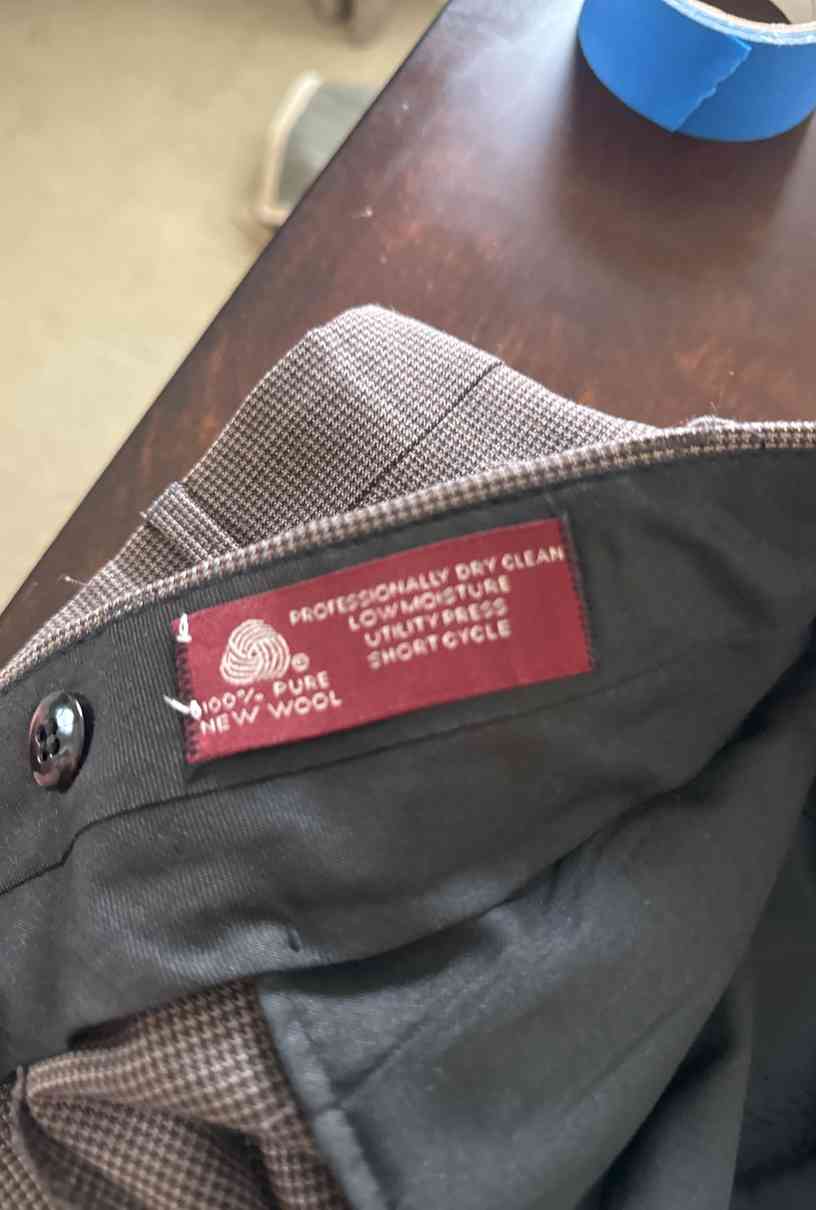 PROFESSIONALLY DRY CLEAN
LOW MOISTURE
UTILITY PRESS
SHORT CYCLE
100% PURE
NEW WOOL